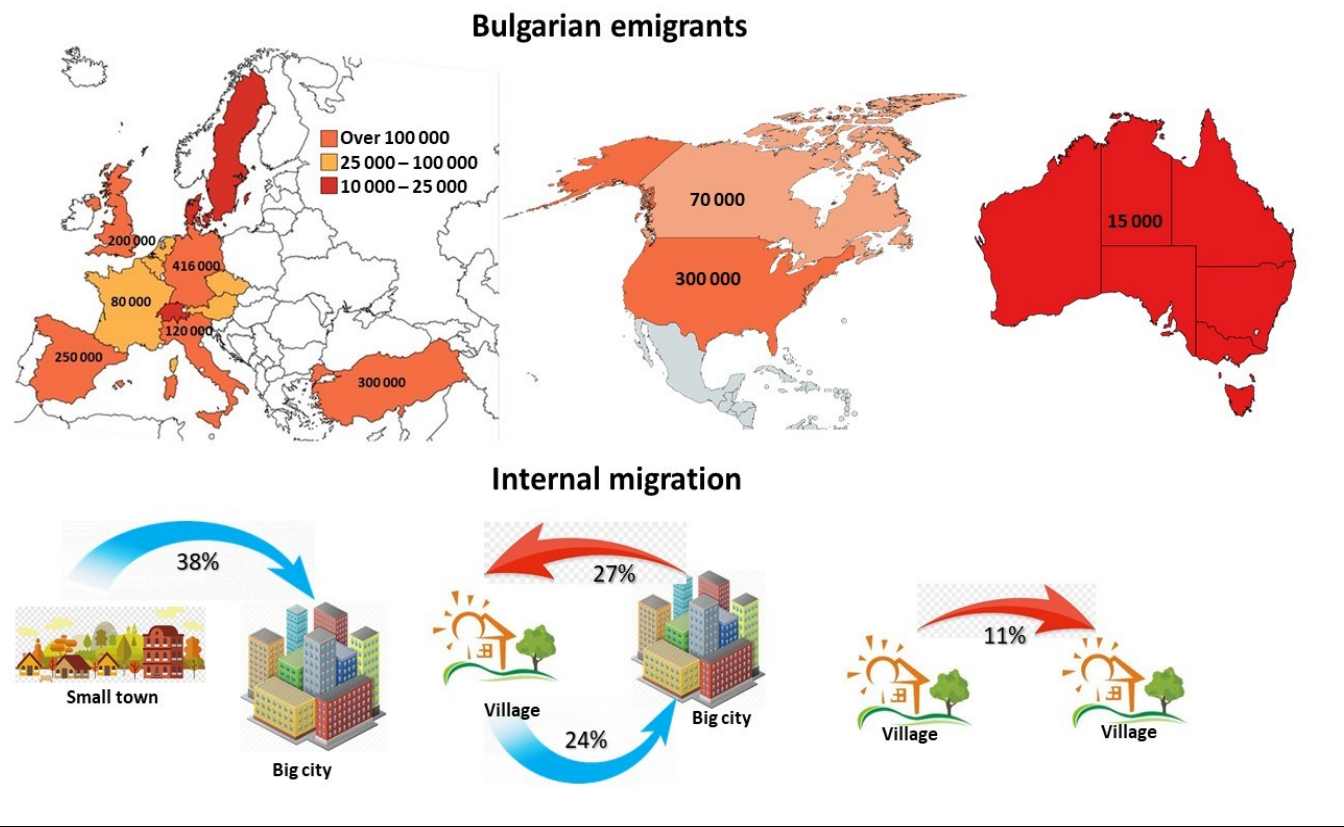 Bulgarian emigrants
Over 100 000
25 000 – 100 000
10 000 – 25 000
200 000
416 000
80 000
120 000
250 000
300 000
70 000
300 000
15 000
Internal migration
38%
Small town
Big city
27%
Village
Big city
24%
11%
Village
Village